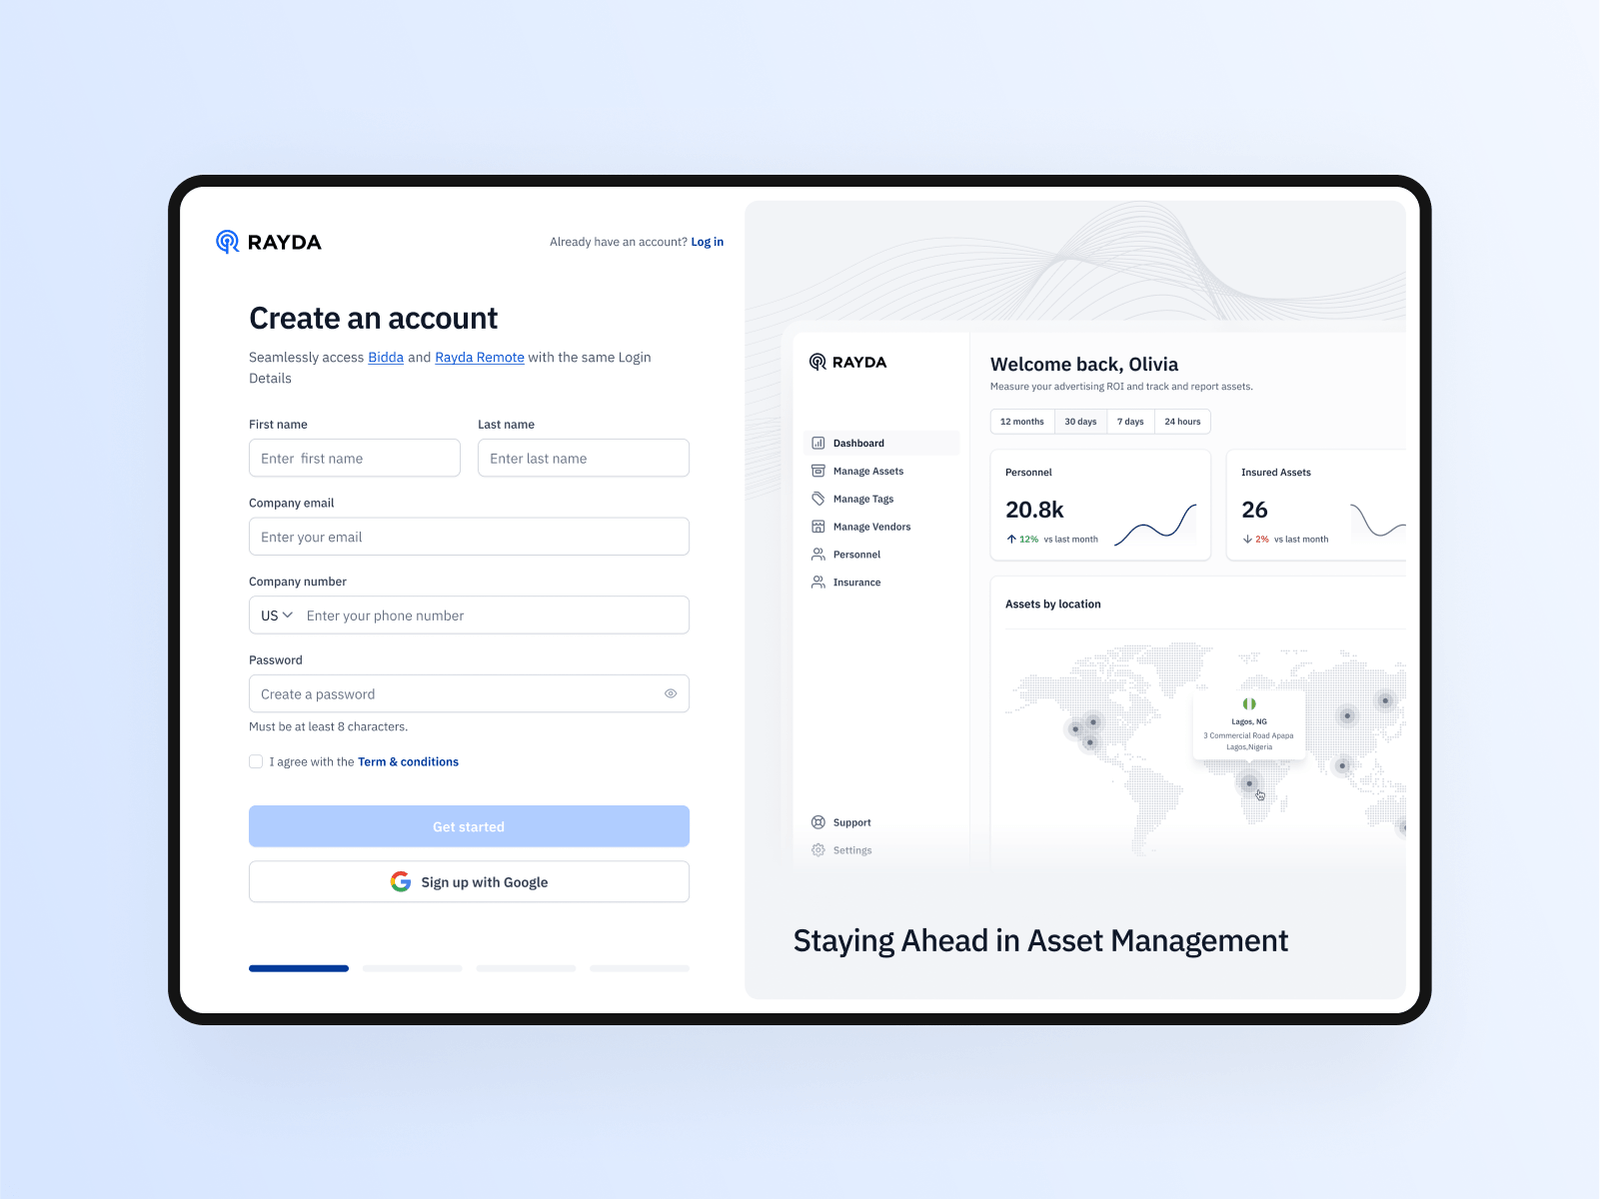 RAYDA
Already have an account? Log in
Create an account
Seamlessly access Bidda and Rayda Remote with the same Login
Details
First name
Last name
Enter  first name
Enter last name
Company email
Enter your email
Company number
US
Enter your phone number
Password
Create a password
Must be at least 8 characters.
I agree with the Term & conditions
Get started
Sign up with Google
RAYDA
Dashboard
Manage Assets
Manage Tags
Manage Vendors
Personnel
Insurance
Support
Settings
Welcome back, Olivia
Measure your advertising ROI and track and report assets.
12 months
30 days
7 days
24 hours
Personnel
20.8k
12% vs last month
Insured Assets
26
2% vs last month
Assets by location
Lagos, NG
3 Commercial Road Apapa
Lagos,Nigeria
Staying Ahead in Asset Management